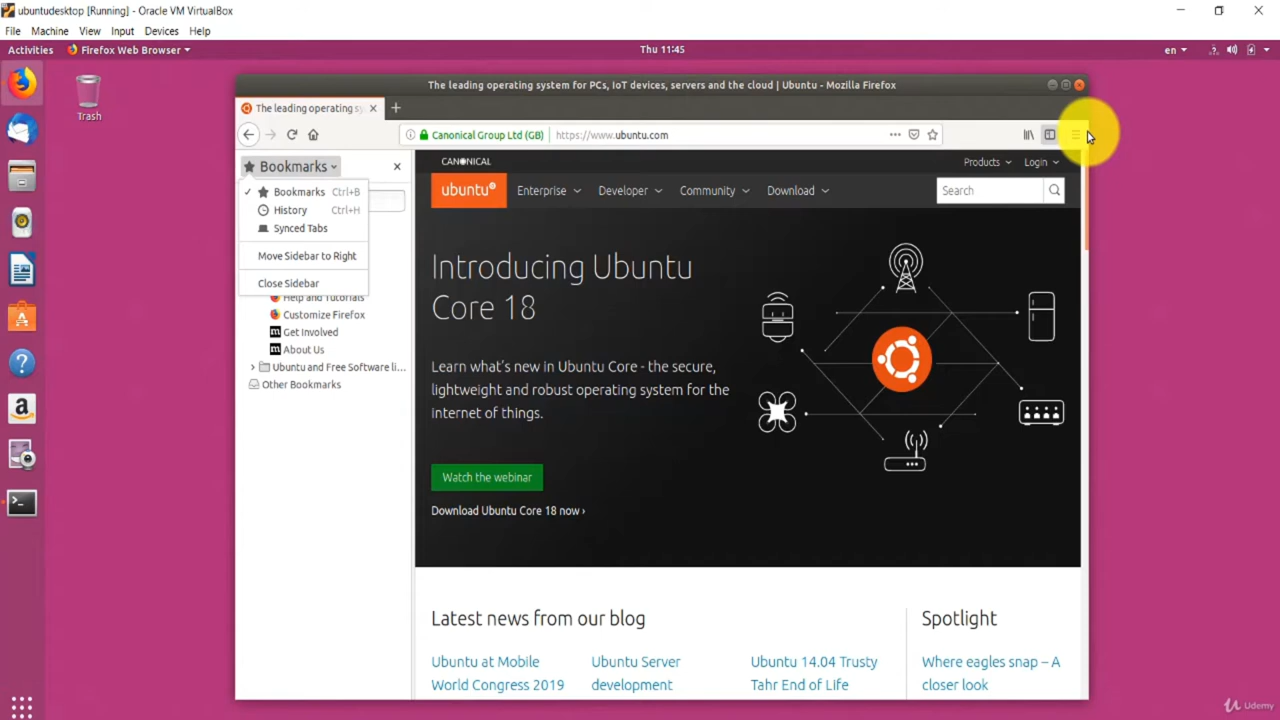 ubuntudesktop [Running] - Oracle VM VirtualBox
File Machine View Input Devices Help
Activities Firefox Web Browser Thu 11:45 en
Trash
The leading operating system for PCs, IoT devices, servers and the cloud | Ubuntu - Mozilla Firefox
The leading operating sy
Canonical Group Ltd (GB) https://www.ubuntu.com
Bookmarks
Bookmarks Ctrl+B
History Ctrl+H
Synced Tabs
Move Sidebar to Right
Close Sidebar
Help and Tutorials
Customize Firefox
Get Involved
About Us
Ubuntu and Free Software li...
Other Bookmarks
CANONICAL Products Login
ubuntu Enterprise Developer Community Download Search
Introducing Ubuntu
Core 18
Learn what's new in Ubuntu Core - the secure,
lightweight and robust operating system for the
internet of things.
Watch the webinar
Download Ubuntu Core 18 now ›
Latest news from our blog
Ubuntu at Mobile
World Congress 2019
Ubuntu Server
development
Ubuntu 14.04 Trusty
Tahr End of Life
Spotlight
Where eagles snap – A
closer look
Udemy